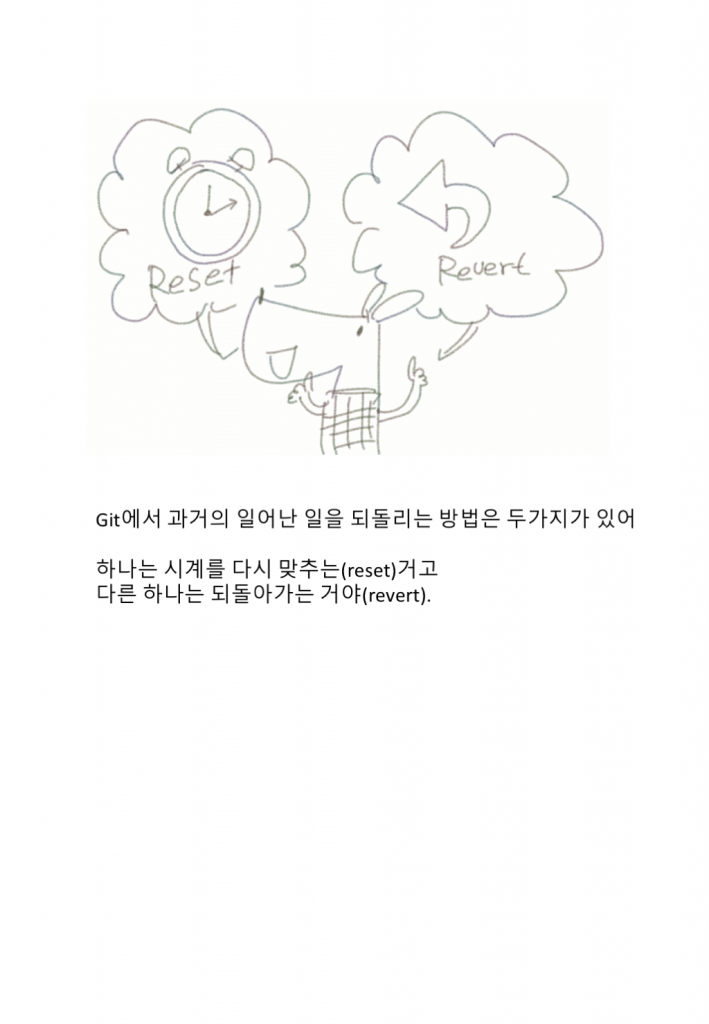 Reset
Revert
Git에서 과거의 일어난 일을 되돌리는 방법은 두가지가 있어
하나는 시계를 다시 맞추는(reset)거고
다른 하나는 되돌아가는 거야(revert).